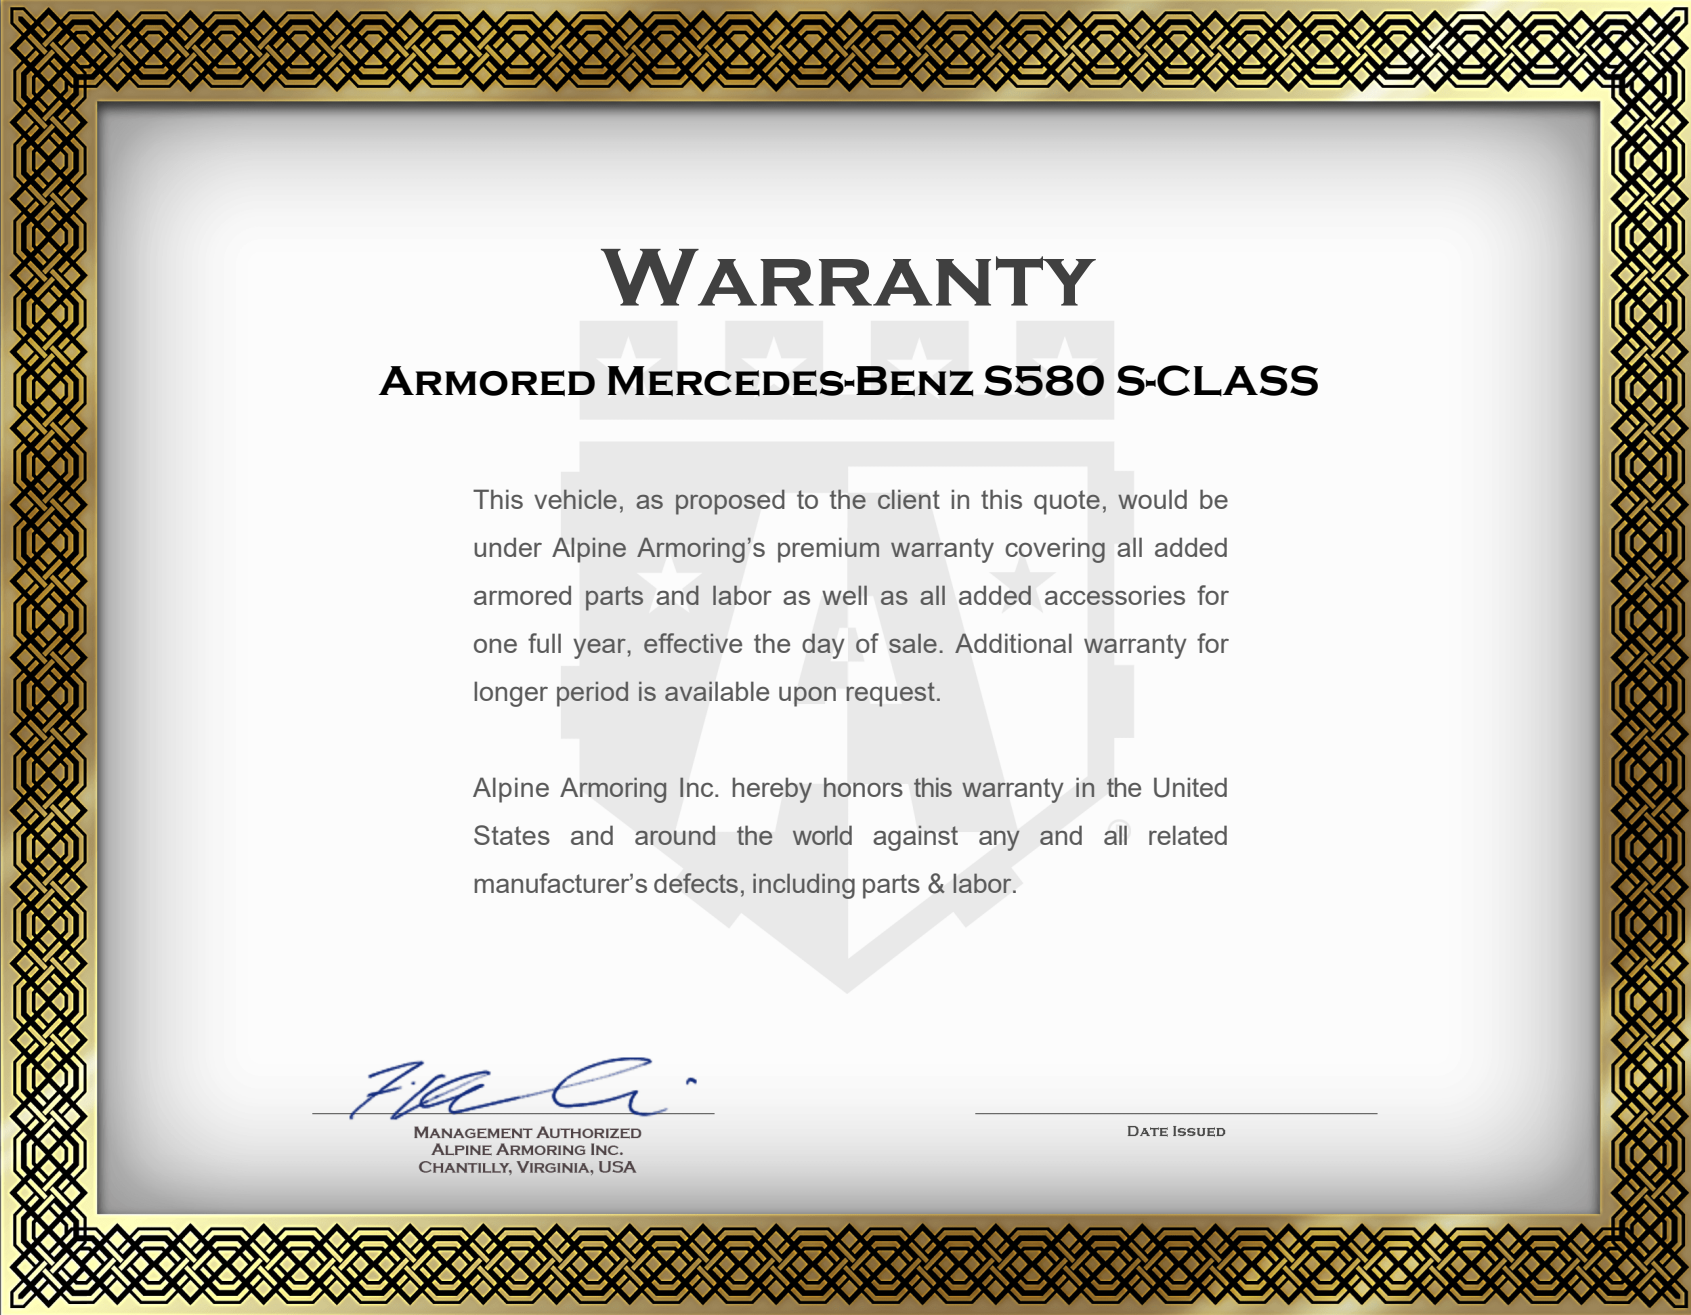 WARRANTY
ARMORED MERCEDES-BENZ S580 S-CLASS
This vehicle, as proposed to the client in this quote, would be
under Alpine Armoring’s premium warranty covering all added
armored parts and labor as well as all added accessories for
one full year, effective the day of sale. Additional warranty for
longer period is available upon request.
Alpine Armoring Inc. hereby honors this warranty in the United
States and around the world against any and all related
manufacturer’s defects, including parts & labor.
®
MANAGEMENT AUTHORIZED
ALPINE ARMORING INC.
CHANTILLY, VIRGINIA, USA
DATE ISSUED